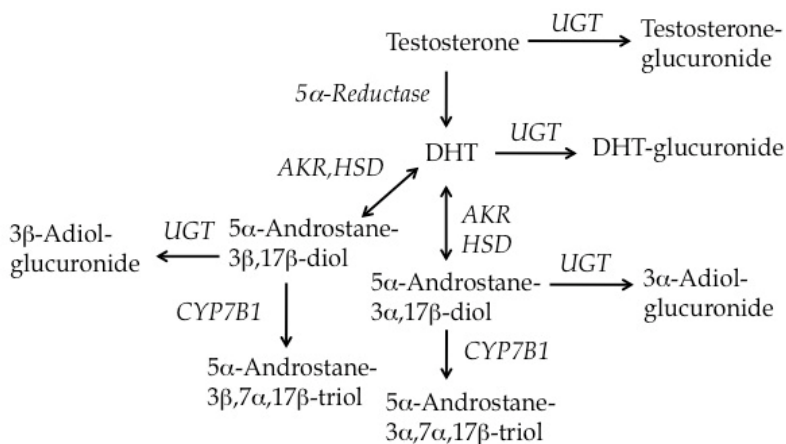 UGT
Testosterone
Testosterone-
glucuronide
5α-Reductase
DHT
UGT
DHT-glucuronide
AKR,HSD
AKR
HSD
3β-Adiol-
glucuronide
UGT
5α-Androstane-
3β,17β-diol
5α-Androstane-
3α,17β-diol
UGT
3α-Adiol-
glucuronide
CYP7B1
CYP7B1
5α-Androstane-
3β,7α,17β-triol
5α-Androstane-
3α,7α,17β-triol